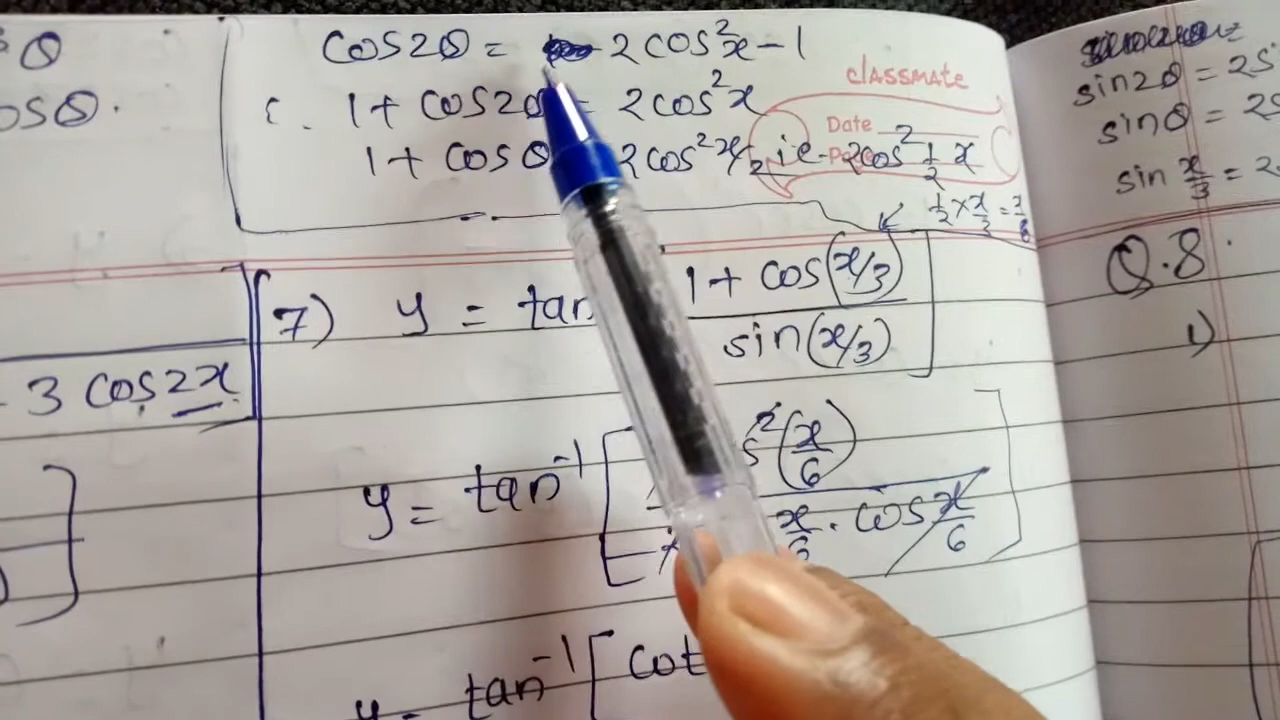 θ
cosθ.
cos2θ = 2cos²x - 1
1 + cos2θ = 2cos²x
1 + cosθ 2cos²x/2 i.e. 2cos² 1/2 x
classmate
Date
1/2 × x/3 = x/6
sin2θ = 2s
sinθ = 2s
sin x/3 = 2
3 cos2x
7) y = tan 1 + cos(x/3)
sin(x/3)
Q.8.
1)
y = tan⁻¹ [ s²(x/6)
x/6 . cos x/6 ]
y = tan⁻¹ [ cot